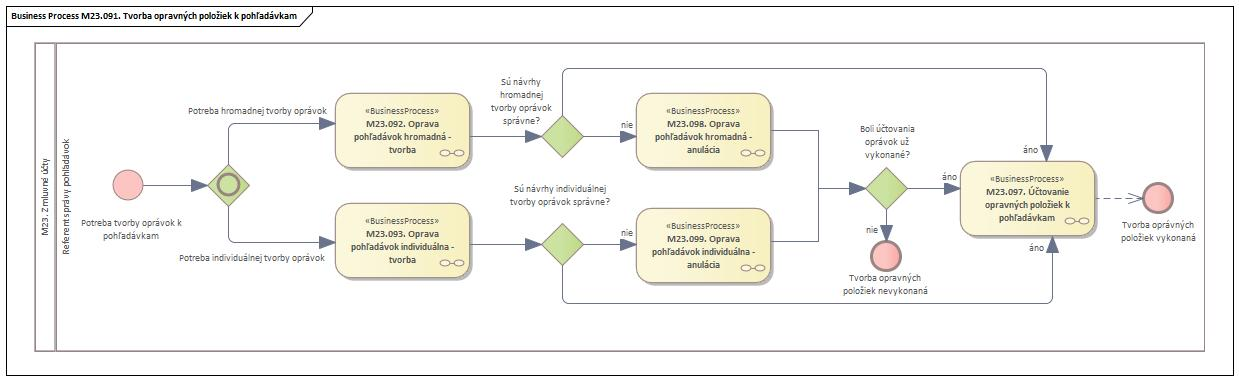 Business Process M23.091. Tvorba opravných položiek k pohľadávkam
M23. Zmluvné účty
Referent správy pohľadávok
Potreba tvorby oprávok k
pohľadávkam
Potreba hromadnej tvorby oprávok
Potreba individuálnej tvorby oprávok
«BusinessProcess»
M23.092. Oprava
pohľadávok hromadná -
tvorba
«BusinessProcess»
M23.093. Oprava
pohľadávok individuálna -
tvorba
Sú návrhy
hromadnej
tvorby oprávok
správne?
Sú návrhy individuálnej
tvorby oprávok správne?
nie
nie
«BusinessProcess»
M23.098. Oprava
pohľadávok hromadná -
anulácia
«BusinessProcess»
M23.099. Oprava
pohľadávok individuálna -
anulácia
Boli účtovania
oprávok už
vykonané?
áno
nie
Tvorba opravných
položiek nevykonaná
áno
áno
«BusinessProcess»
M23.097. Účtovanie
opravných položiek k
pohľadávkam
Tvorba oprávných
položiek vykonaná